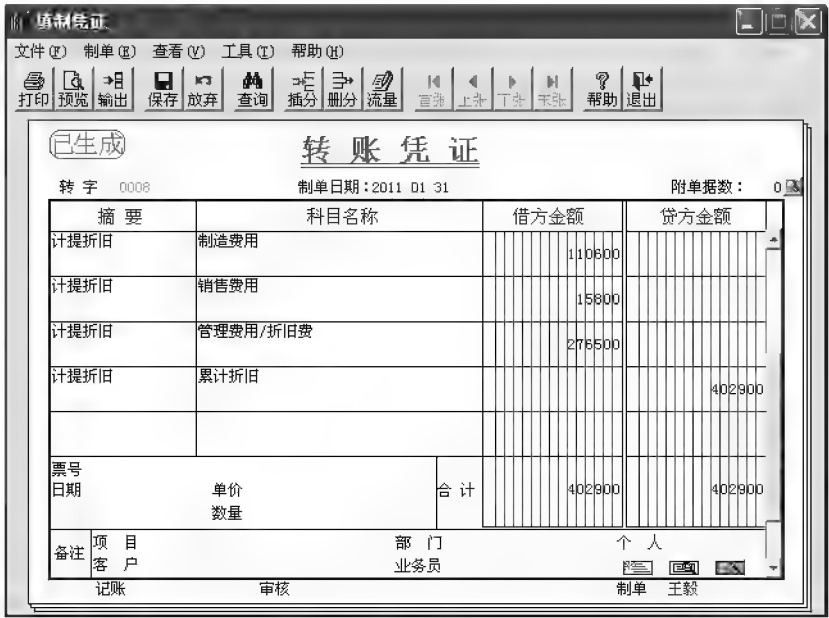 填制凭证
文件(F) 制单(E) 查看(V) 工具(T) 帮助(H)
打印 预览 输出 保存 放弃 查询 插分 删分 流量 首张 上张 下张 末张 帮助 退出
已生成
转账凭证
转 字 0008 制单日期：2011 01 31 附单据数： 0
摘要 科目名称 借方金额 贷方金额
计提折旧 制造费用 110600
计提折旧 销售费用 15800
计提折旧 管理费用/折旧费 276500
计提折旧 累计折旧 402900
票号
日期 单价 合计 402900 402900
数量
备注 项目 部门 个人
客户 业务员
记账 审核 制单 王毅